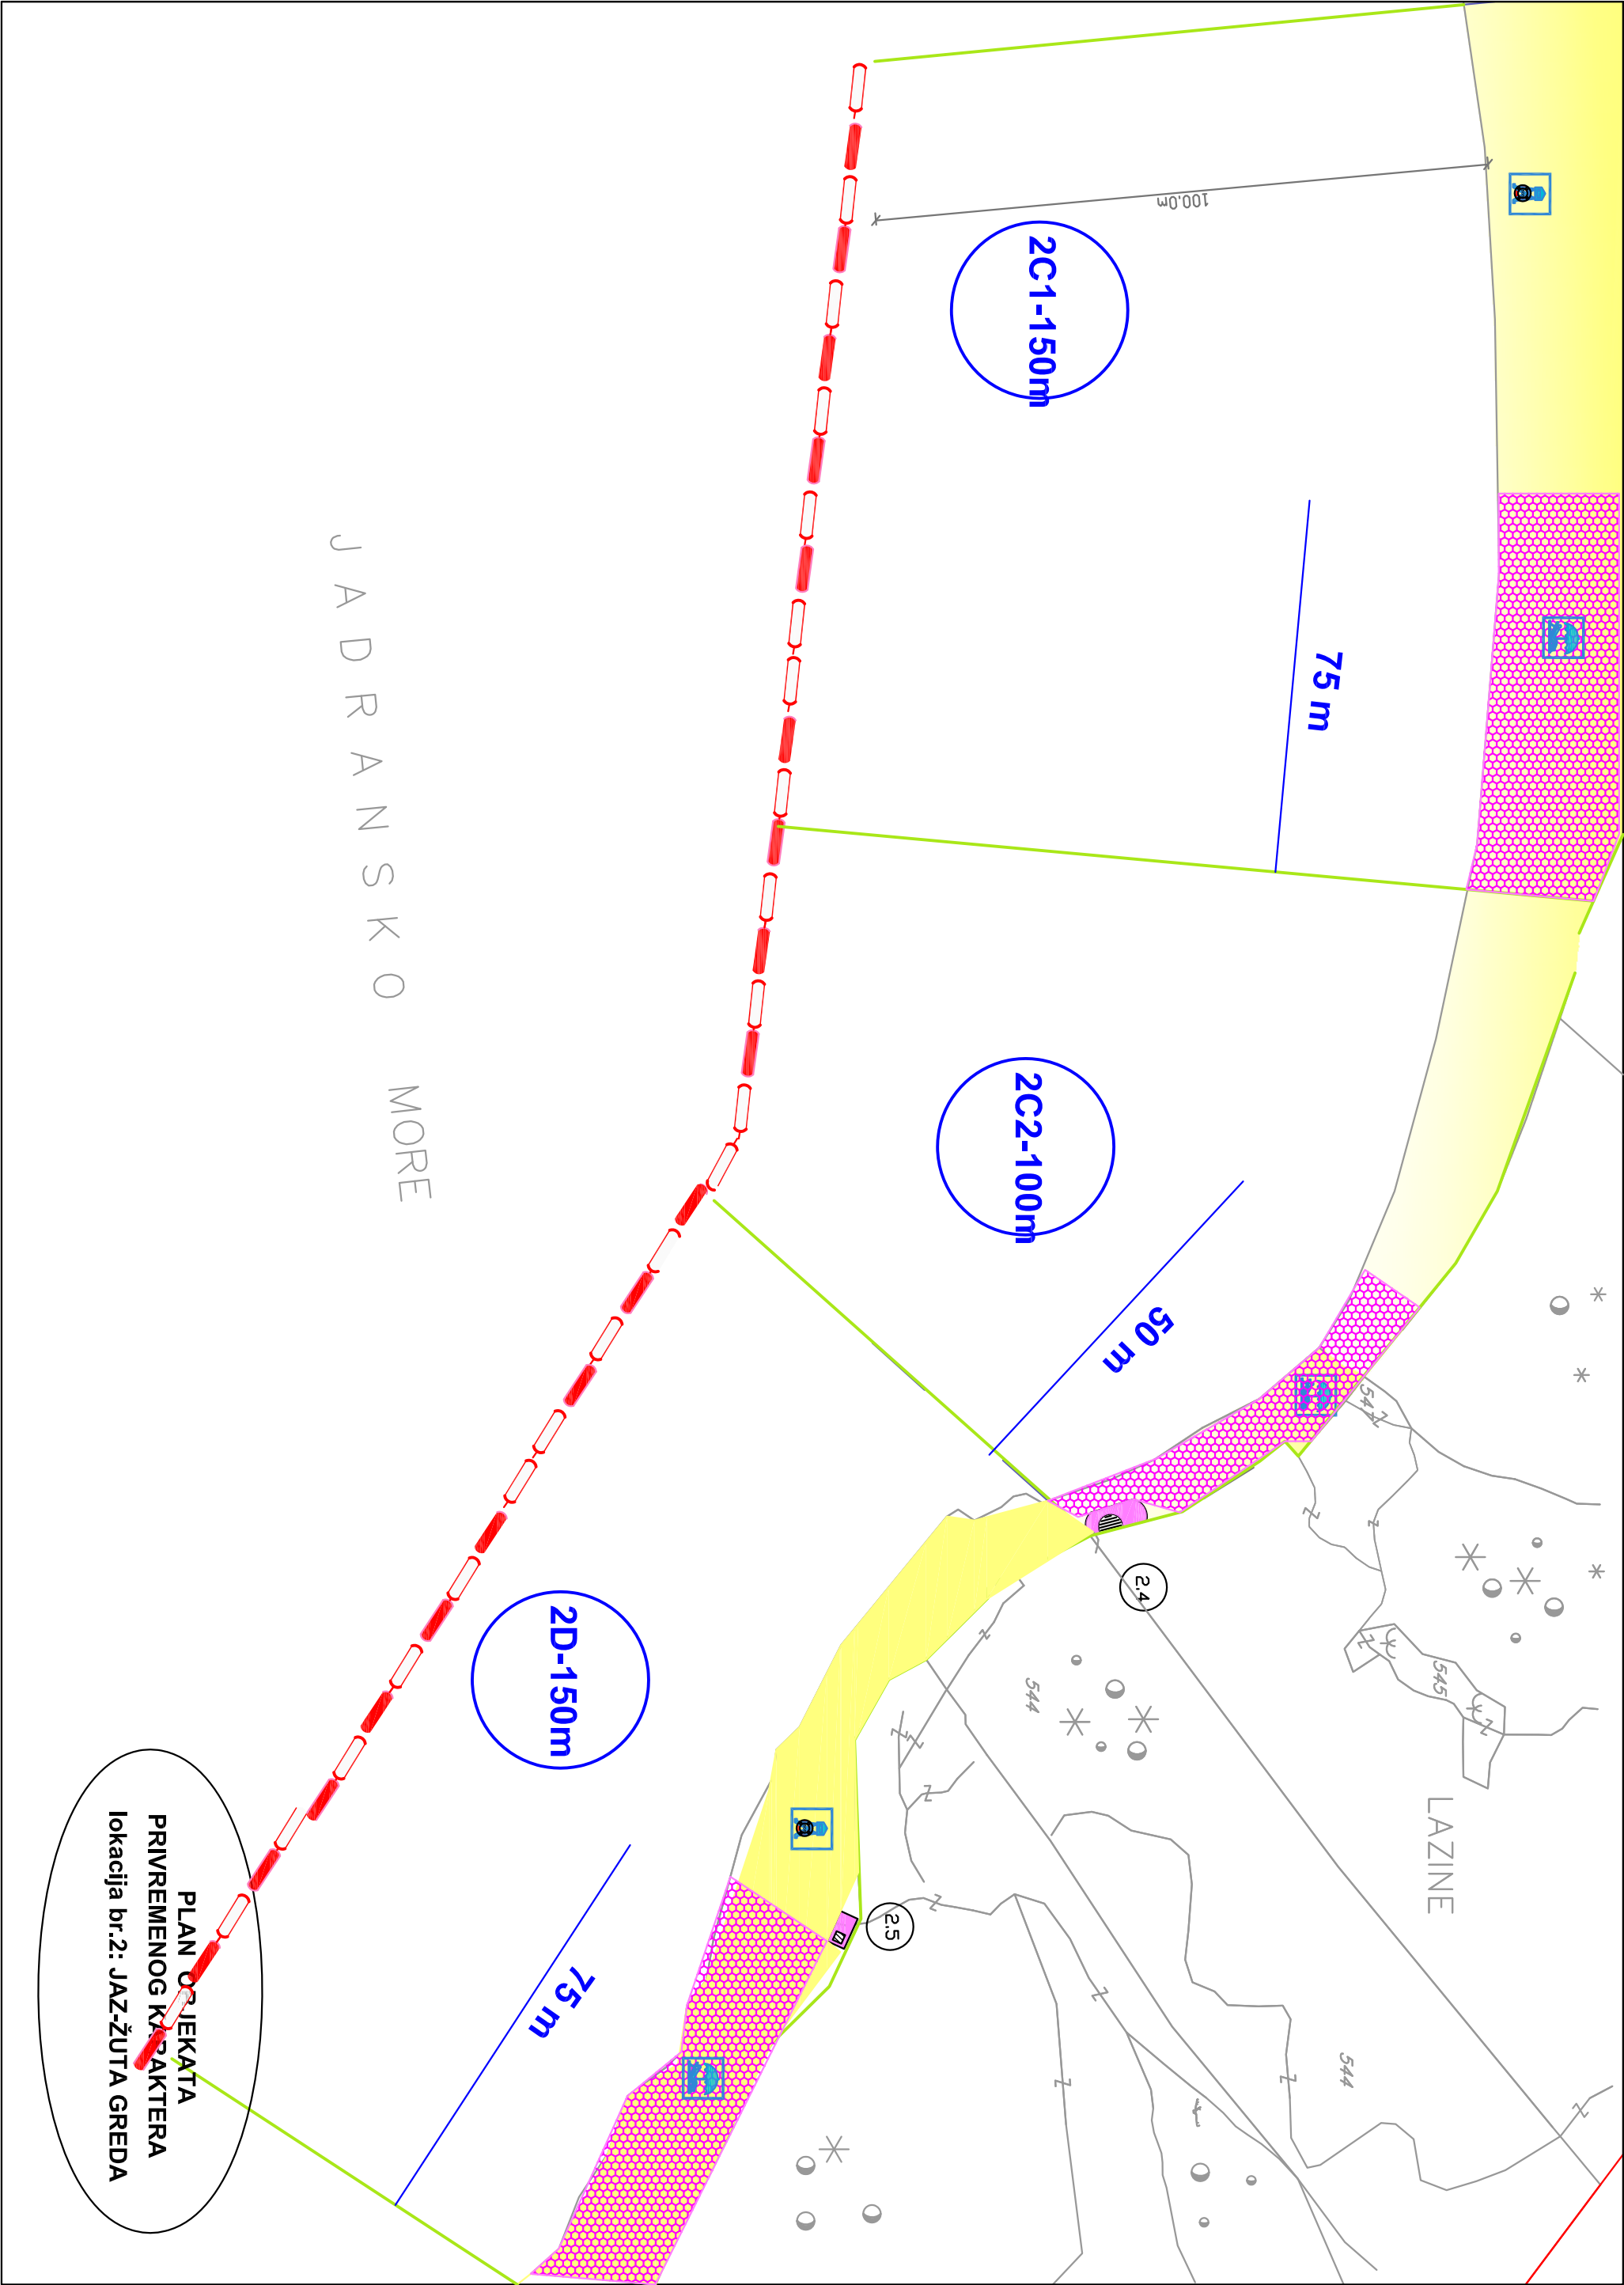 100.0m
2C1-150m
75 m
2C2-100m
50 m
2D-150m
75 m
JADRANSKO MORE
2.4
2.5
547
545
544
544
LAZINE
PLAN OBJEKATA
PRIVREMENOG KARAKTERA
lokacija br.2: JAZ-ŽUTA GREDA